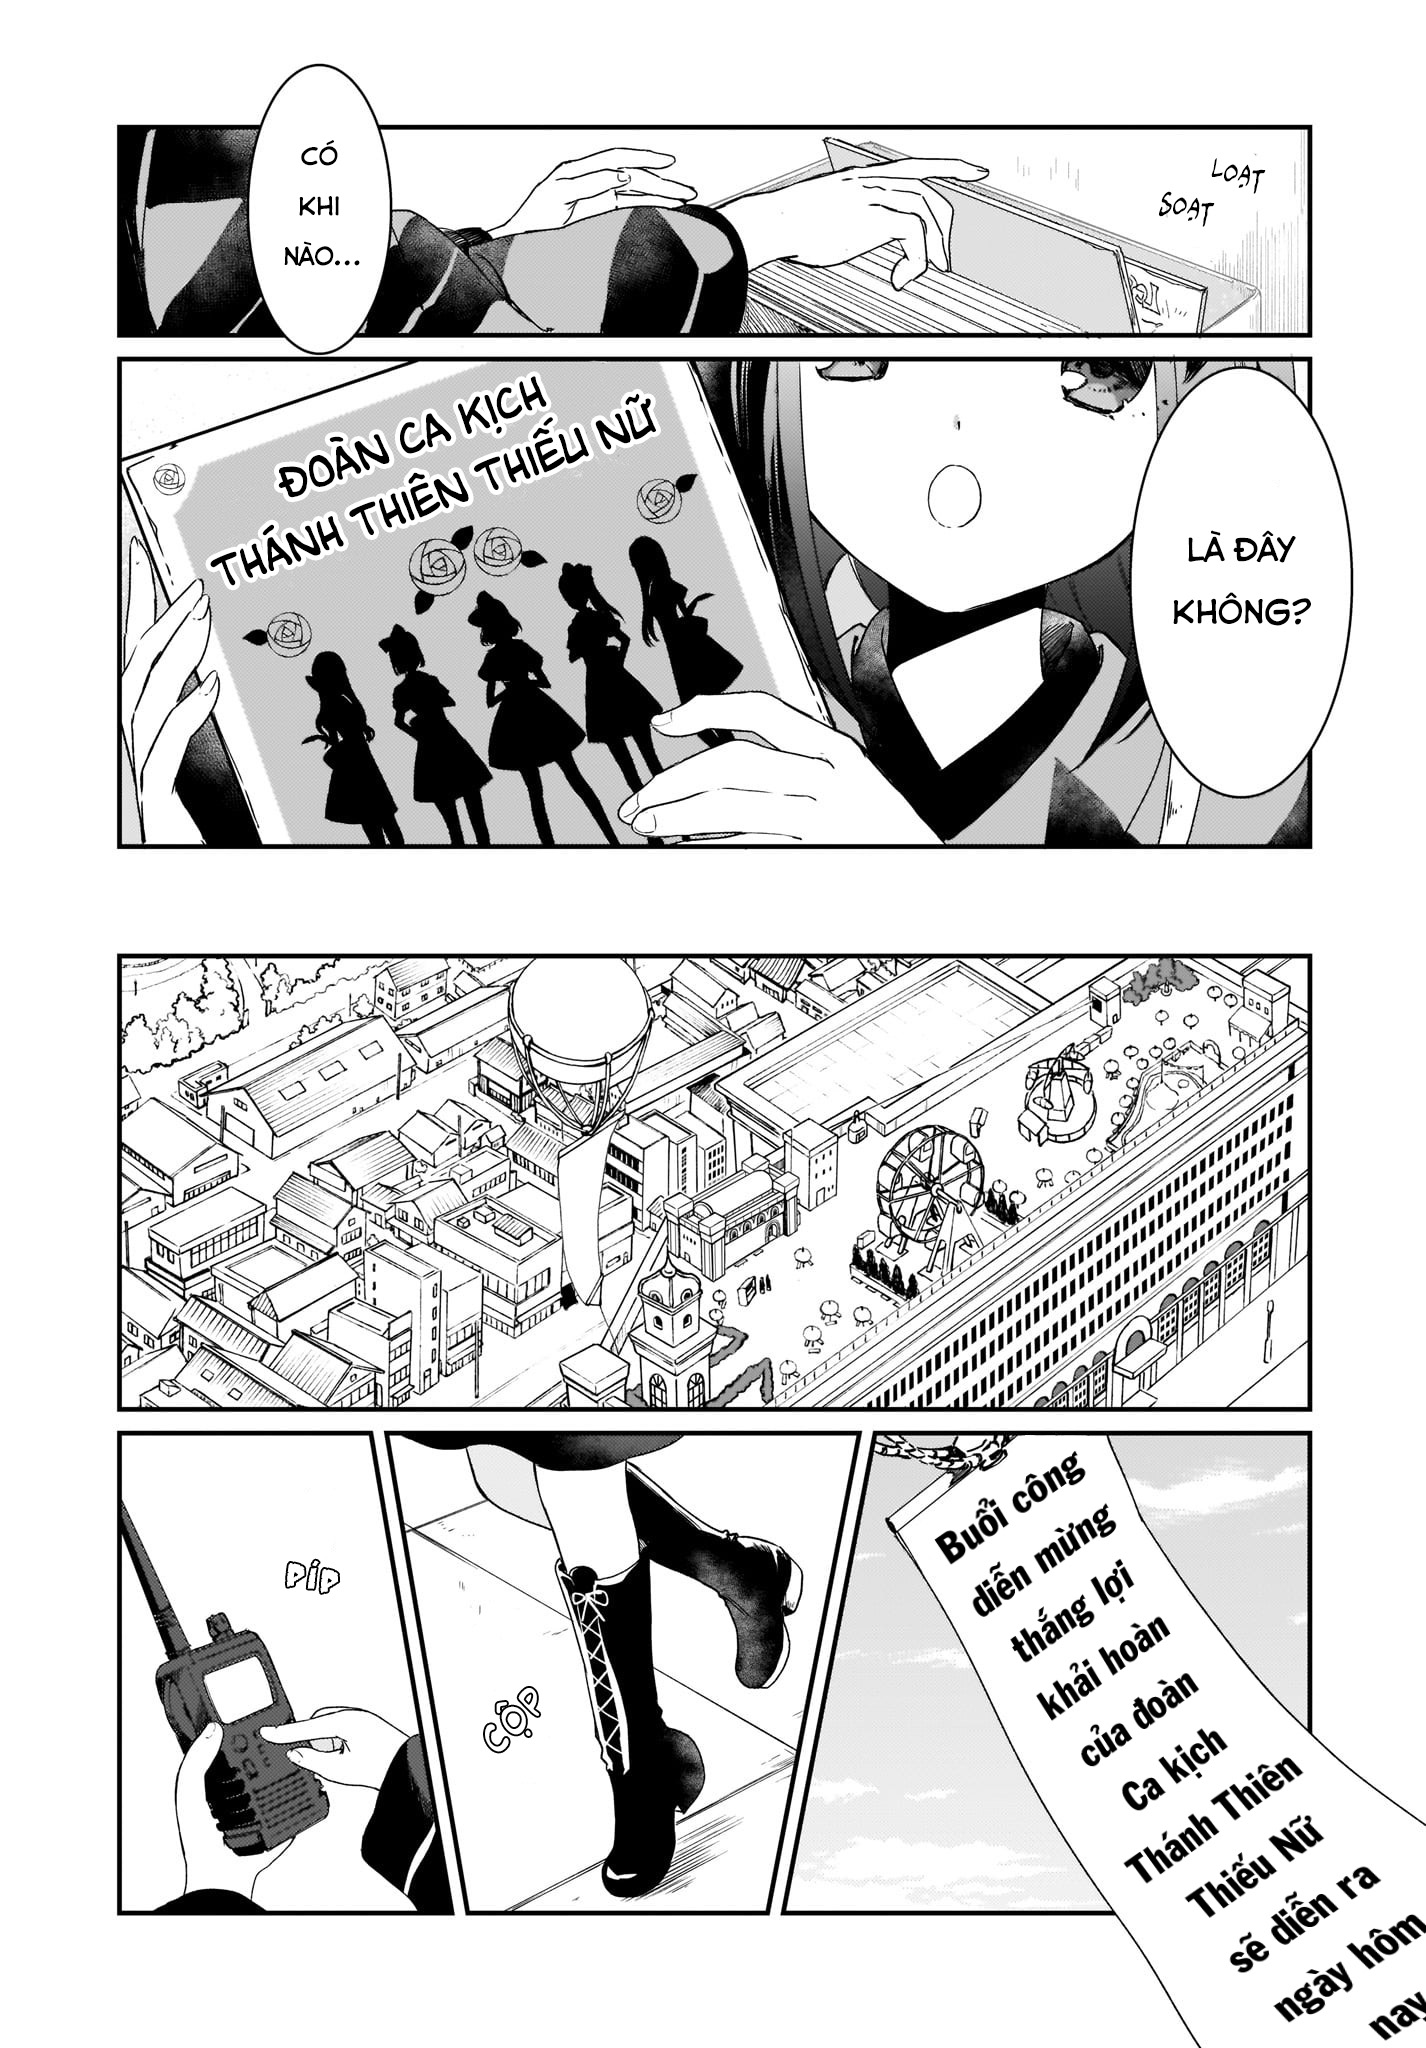 CÓ
KHI
NÀO...
LOẠT
SOẠT
ĐOÀN CA KỊCH
THÁNH THIÊN THIẾU NỮ
LÀ ĐÂY
KHÔNG?
PÍP
CỘP
Buổi công
diễn mừng
thắng lợi
khải hoàn
của đoàn
Ca kịch
Thánh Thiên
Thiếu Nữ
sẽ diễn ra
ngày hôm
nay